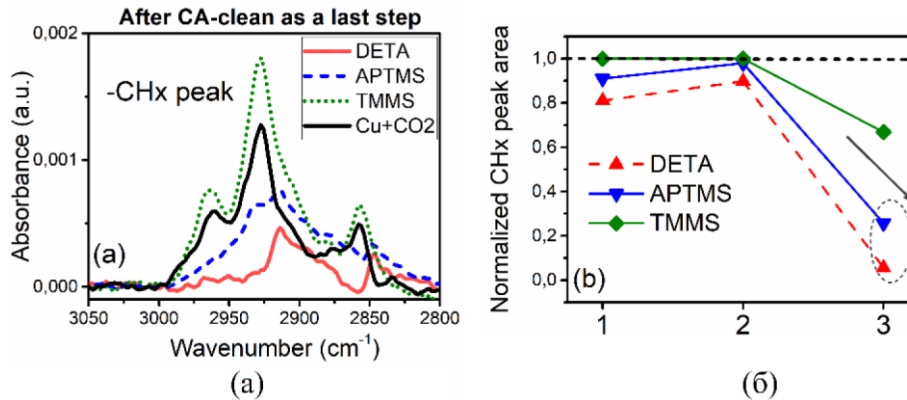 After CA-clean as a last step
0,002
0,001
0,000
Absorbance (a.u.)
-CHx peak
DETA
APTMS
TMMS
Cu+CO2
(a)
3050 3000 2950 2900 2850 2800
Wavenumber (cm⁻¹)
(а)
Normalized CHx peak area
1,0
0,8
0,6
0,4
0,2
0,0
DETA
APTMS
TMMS
(b)
1 2 3
(б)